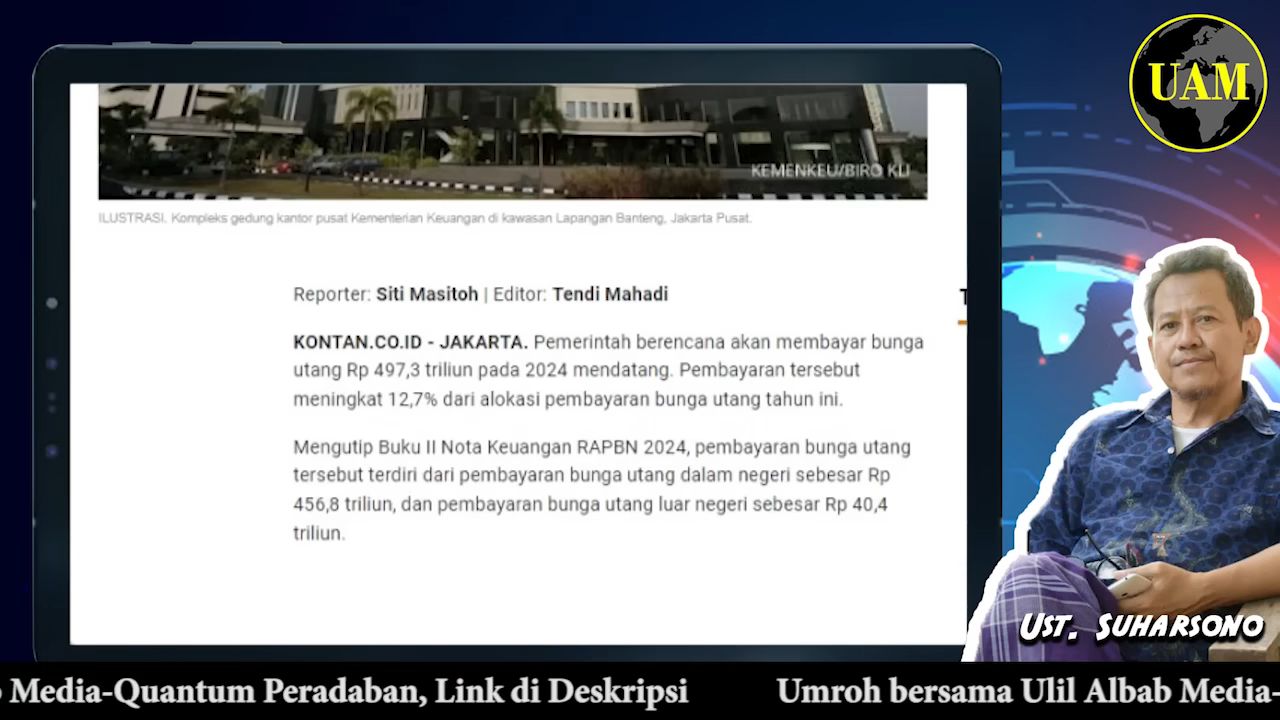 UAM
KEMENKEU/BIRO KLI
ILUSTRASI. Kompleks gedung kantor pusat Kementerian Keuangan di kawasan Lapangan Banteng, Jakarta Pusat.
Reporter: Siti Masitoh | Editor: Tendi Mahadi
KONTAN.CO.ID - JAKARTA. Pemerintah berencana akan membayar bunga
utang Rp 497,3 triliun pada 2024 mendatang. Pembayaran tersebut
meningkat 12,7% dari alokasi pembayaran bunga utang tahun ini.
Mengutip Buku II Nota Keuangan RAPBN 2024, pembayaran bunga utang
tersebut terdiri dari pembayaran bunga utang dalam negeri sebesar Rp
456,8 triliun, dan pembayaran bunga utang luar negeri sebesar Rp 40,4
triliun.
UST. SUHARSONO
Media-Quantum Peradaban, Link di Deskripsi Umroh bersama Ulil Albab Media-